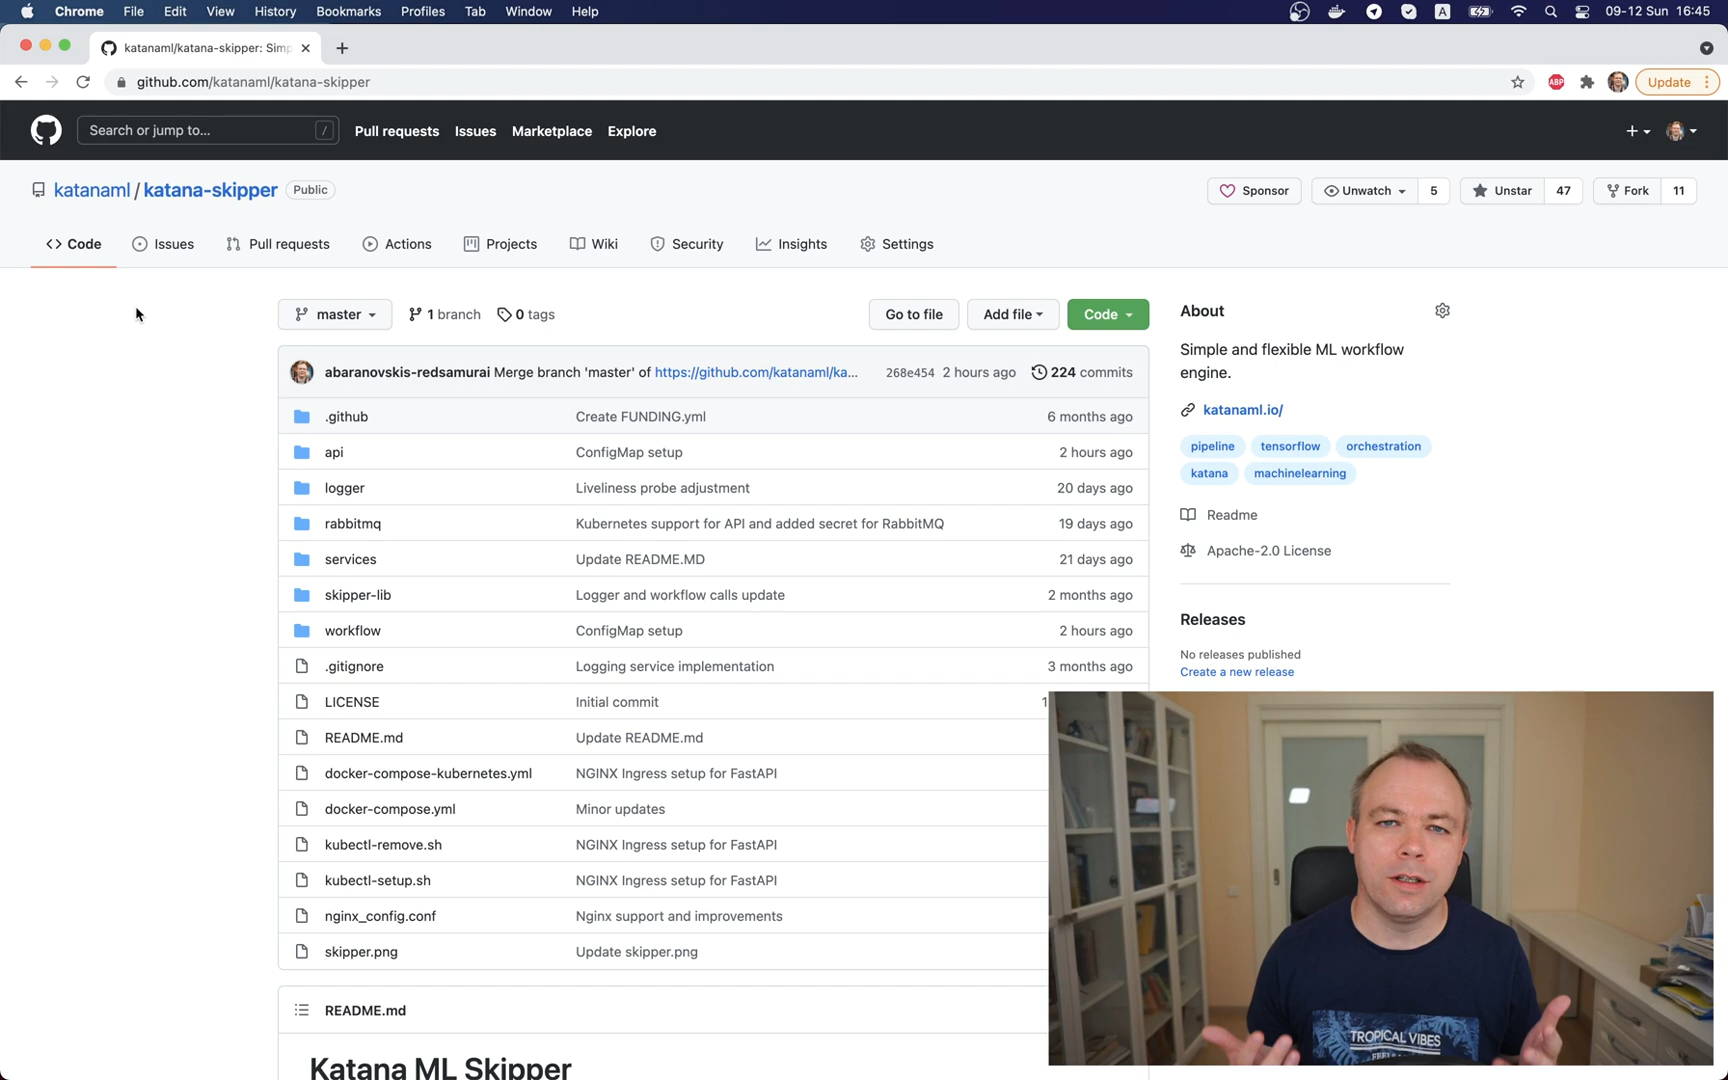 Chrome File Edit View History Bookmarks Profiles Tab Window Help A 09-12 Sun 16:45
katanaml/katana-skipper: Simp
github.com/katanaml/katana-skipper ABP Update
Search or jump to... / Pull requests Issues Marketplace Explore
katanaml / katana-skipper Public Sponsor Unwatch 5 Unstar 47 Fork 11
Code Issues Pull requests Actions Projects Wiki Security Insights Settings
master 1 branch 0 tags Go to file Add file Code
abaranovskis-redsamurai Merge branch 'master' of https://github.com/katanaml/ka... 268e454 2 hours ago 224 commits
.github Create FUNDING.yml 6 months ago
api ConfigMap setup 2 hours ago
logger Liveliness probe adjustment 20 days ago
rabbitmq Kubernetes support for API and added secret for RabbitMQ 19 days ago
services Update README.MD 21 days ago
skipper-lib Logger and workflow calls update 2 months ago
workflow ConfigMap setup 2 hours ago
.gitignore Logging service implementation 3 months ago
LICENSE Initial commit 1
README.md Update README.md
docker-compose-kubernetes.yml NGINX Ingress setup for FastAPI
docker-compose.yml Minor updates
kubectl-remove.sh NGINX Ingress setup for FastAPI
kubectl-setup.sh NGINX Ingress setup for FastAPI
nginx_config.conf Nginx support and improvements
skipper.png Update skipper.png
README.md
Katana ML Skipper
About
Simple and flexible ML workflow
engine.
katanaml.io/
pipeline tensorflow orchestration
katana machinelearning
Readme
Apache-2.0 License
Releases
No releases published
Create a new release
TROPICAL VIBES